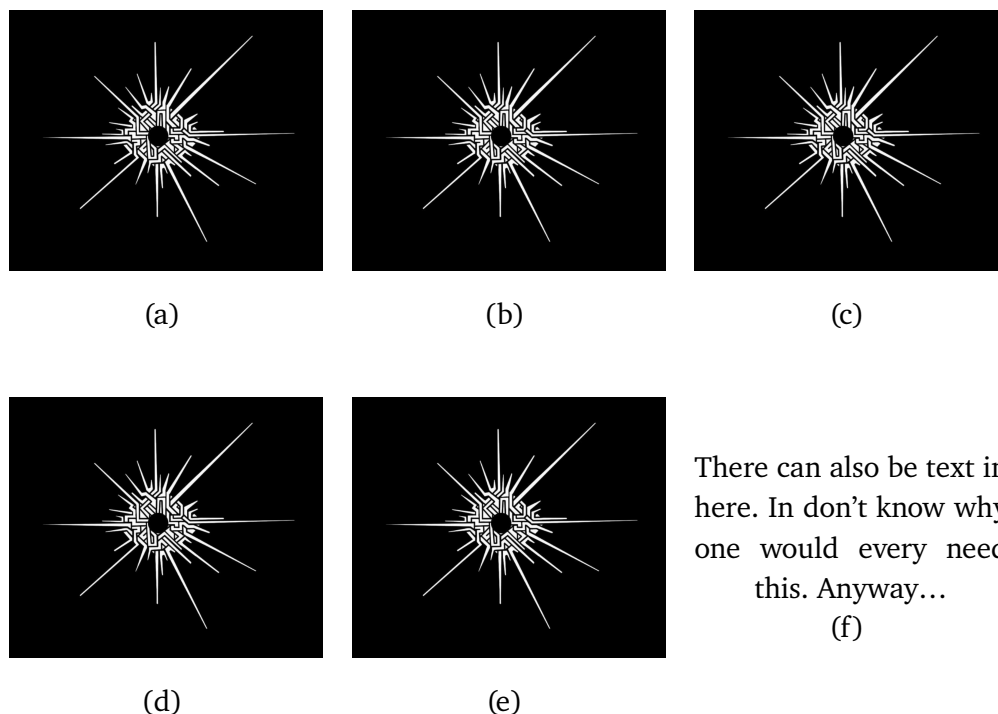 (a)
(b)
(c)
There can also be text in
here. In don’t know why
one would every need
this. Anyway…
(f)
(d)
(e)